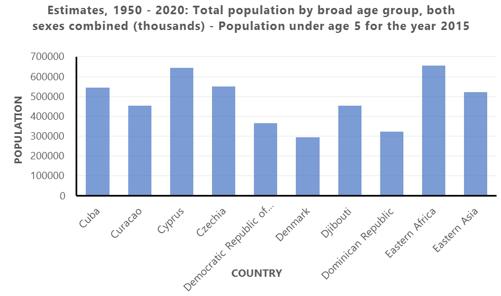 Estimates, 1950 - 2020: Total population by broad age group, both
sexes combined (thousands) - Population under age 5 for the year 2015
POPULATION
700000
600000
500000
400000
300000
200000
100000
0
Cuba
Curacao
Cyprus
Czechia
Democratic Republic of...
Denmark
Djibouti
Dominican Republic
Eastern Africa
Eastern Asia
COUNTRY